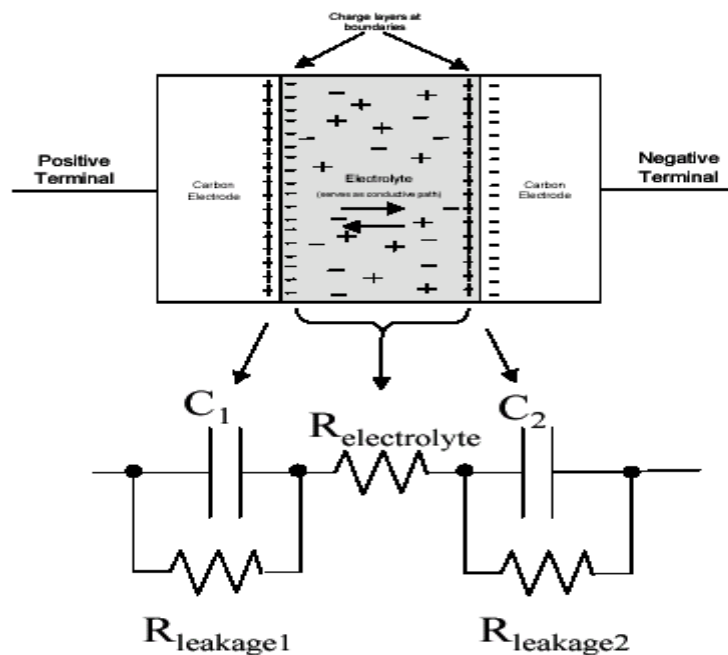 Charge layers at
boundaries
Positive
Terminal
Carbon
Electrode
Electrolyte
(serves as conductive path)
Carbon
Electrode
Negative
Terminal
C1
Relectrolyte
C2
Rleakage1
Rleakage2